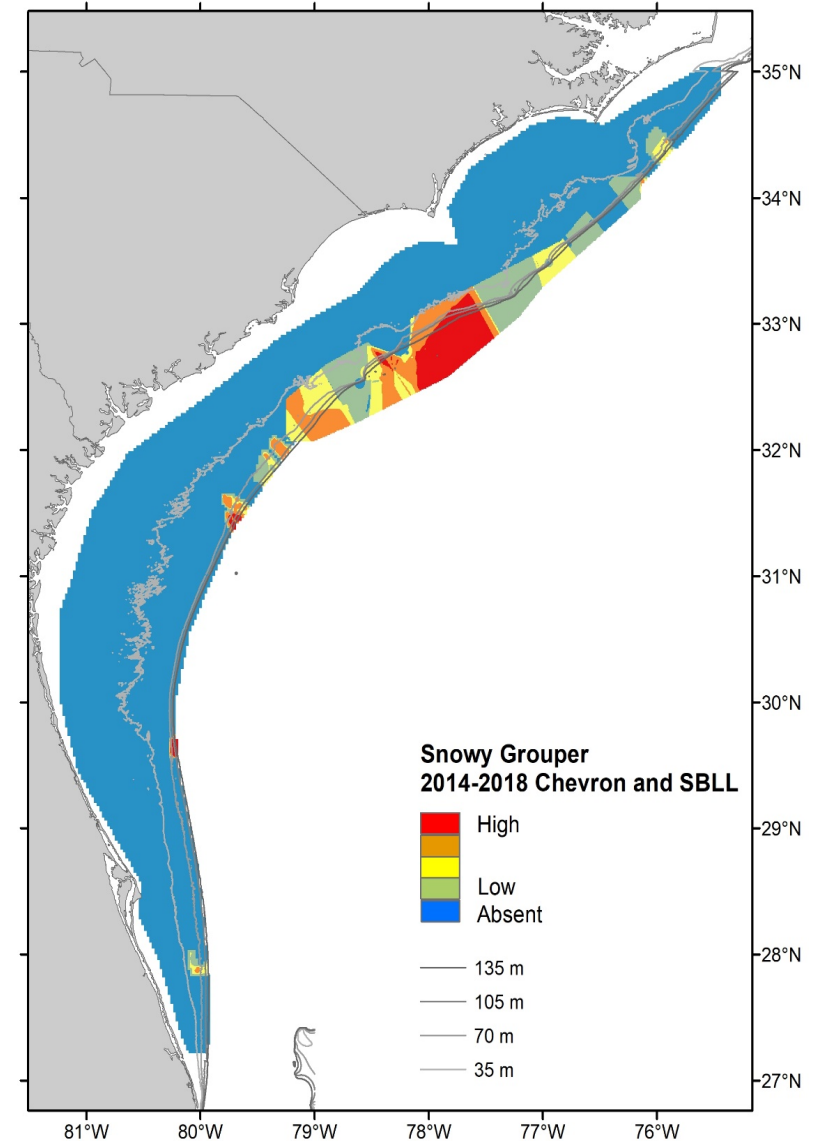 35°N
34°N
33°N
32°N
31°N
30°N
Snowy Grouper
2014-2018 Chevron and SBLL
High
29°N
Low
Absent
28°N
135 m
105 m
70 m
35 m
27°N
81°W 80°W 79°W 78°W 77°W 76°W